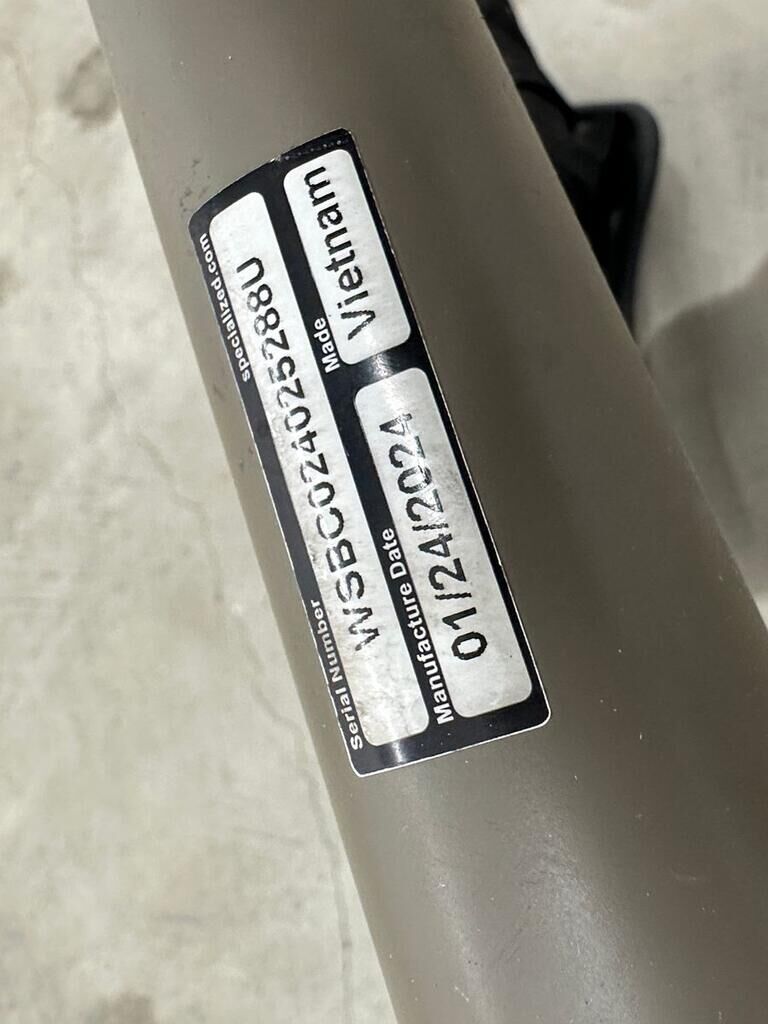 specialized.com
Serial Number
WSBC024025288U
Made
Vietnam
Manufacture Date
01/24/2024